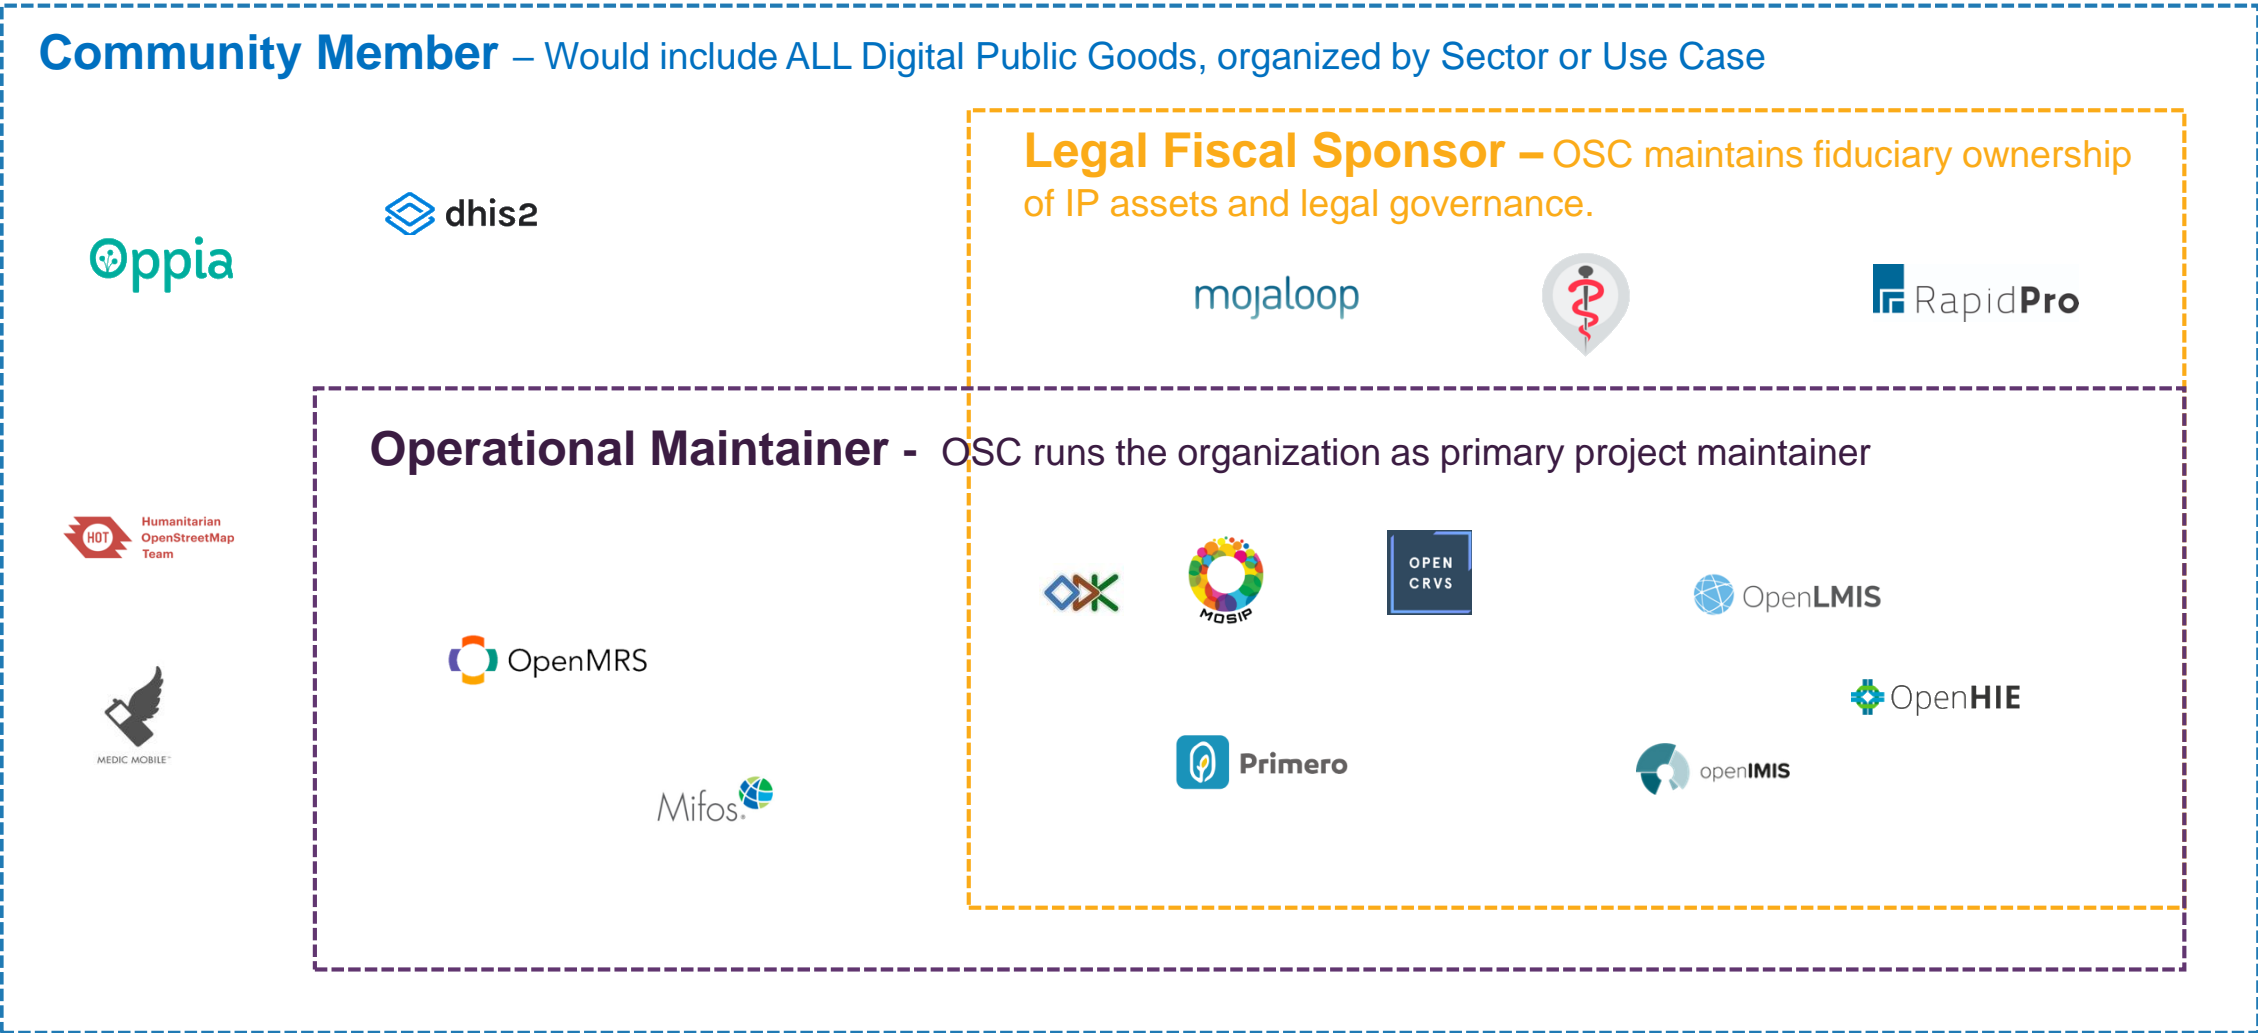 Community Member – Would include ALL Digital Public Goods, organized by Sector or Use Case
Legal Fiscal Sponsor – OSC maintains fiduciary ownership
of IP assets and legal governance.
dhis2
Oppia
mojaloop
RapidPro
Operational Maintainer - OSC runs the organization as primary project maintainer
HOT
Humanitarian
OpenStreetMap
Team
ODK
MOSIP
OPEN
CRVS
OpenLMIS
OpenMRS
OpenHIE
MEDIC MOBILE™
Primero
openIMIS
Mifos®